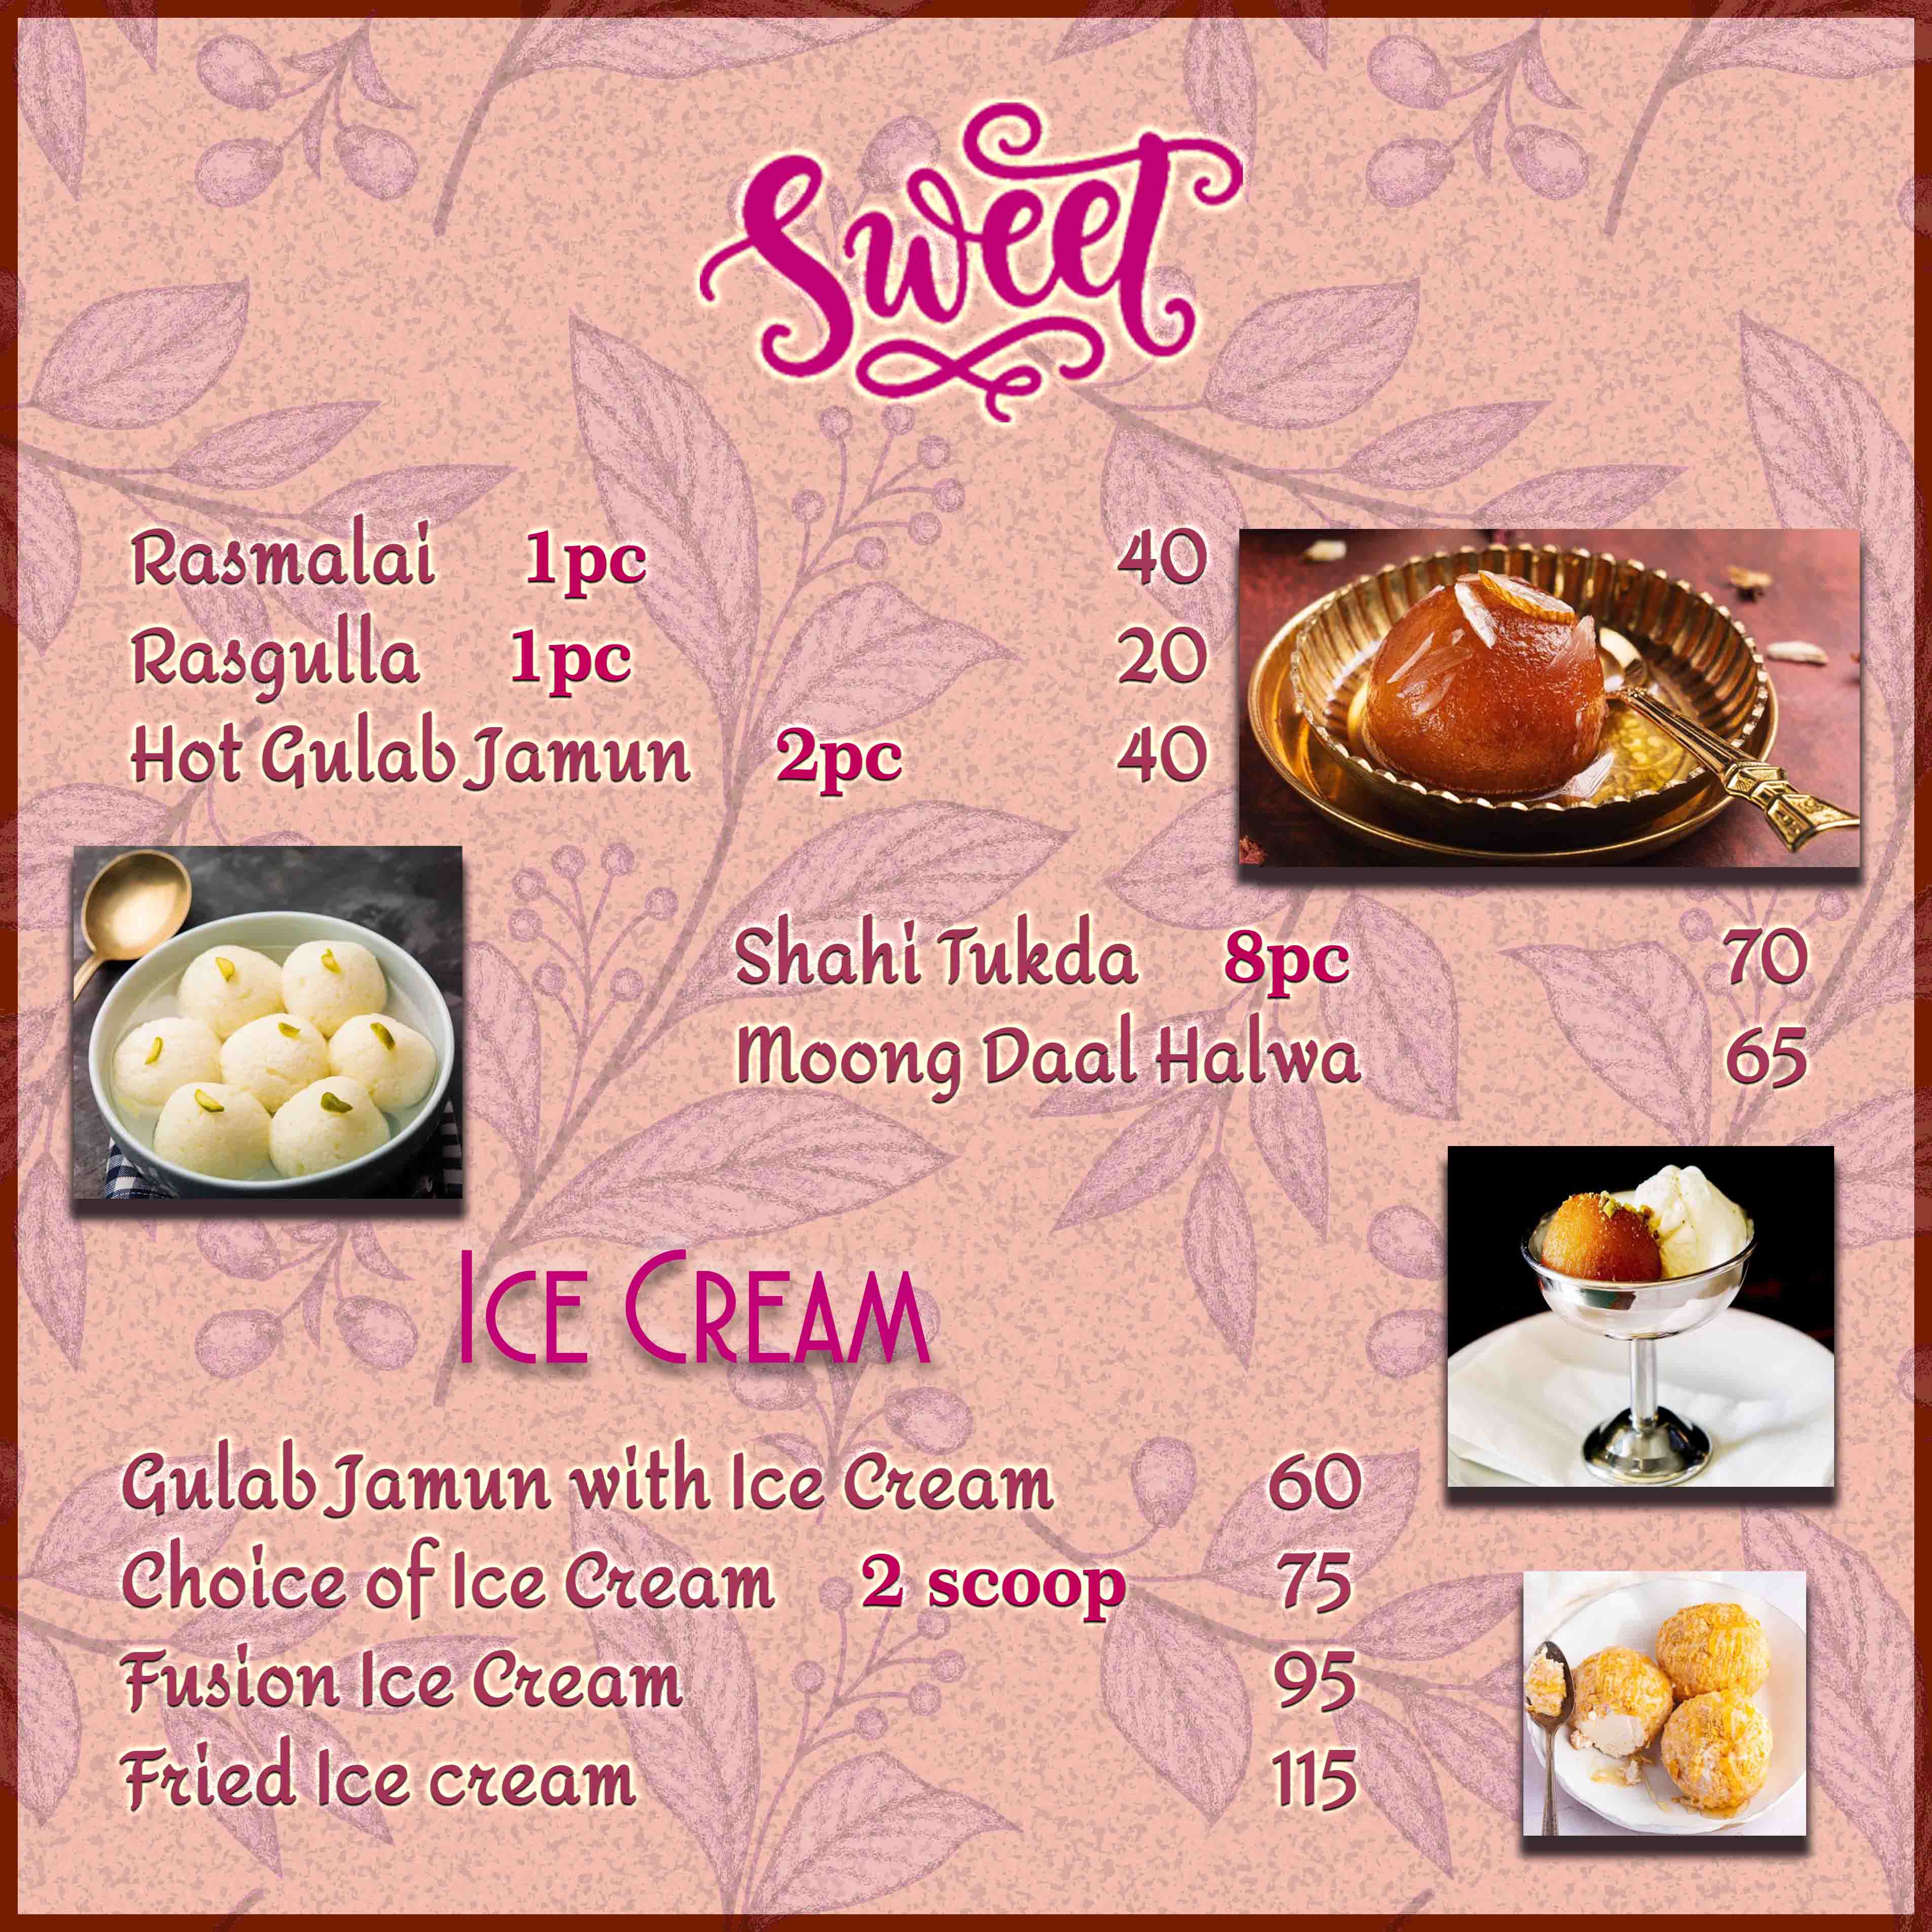 Sweet
Rasmalai 1pc 40
Rasgulla 1pc 20
Hot Gulab Jamun 2pc 40
Shahi Tukda 8pc 70
Moong Daal Halwa 65
Ice Cream
Gulab Jamun with Ice Cream 60
Choice of Ice Cream 2 scoop 75
Fusion Ice Cream 95
Fried Ice cream 115